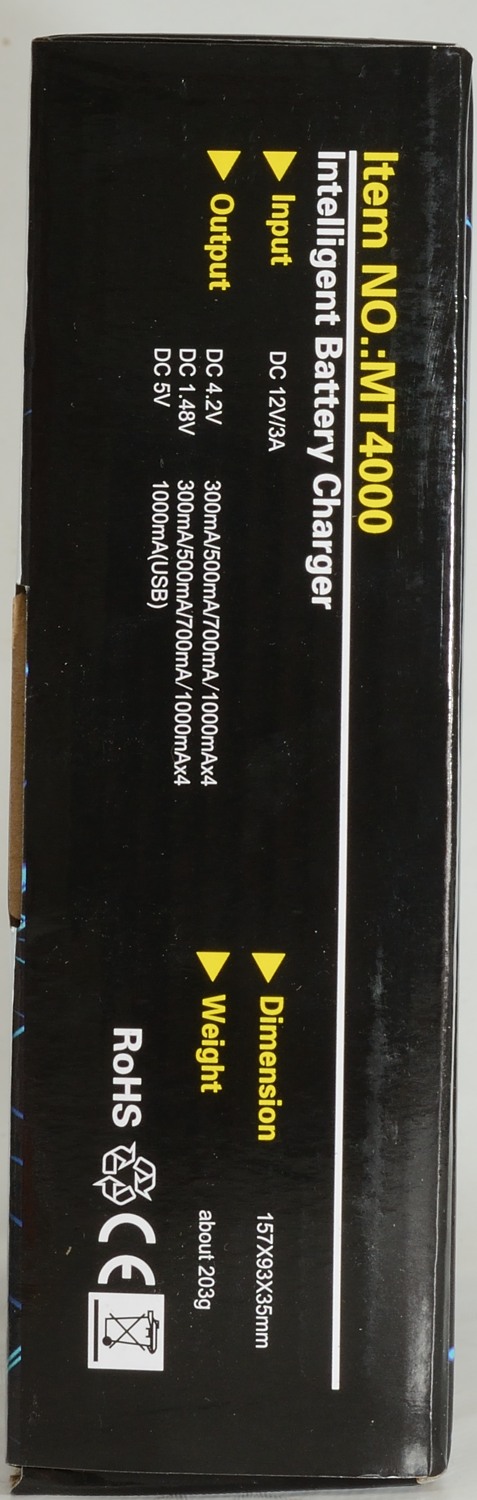 Item NO.:MT4000
Intelligent Battery Charger
Input DC 12V/3A
Output DC 4.2V 300mA/500mA/700mA/1000mAx4
DC 1.48V 300mA/500mA/700mA/1000mAx4
DC 5V 1000mA(USB)
Dimension 157X93X35mm
Weight about 203g
RoHS CE